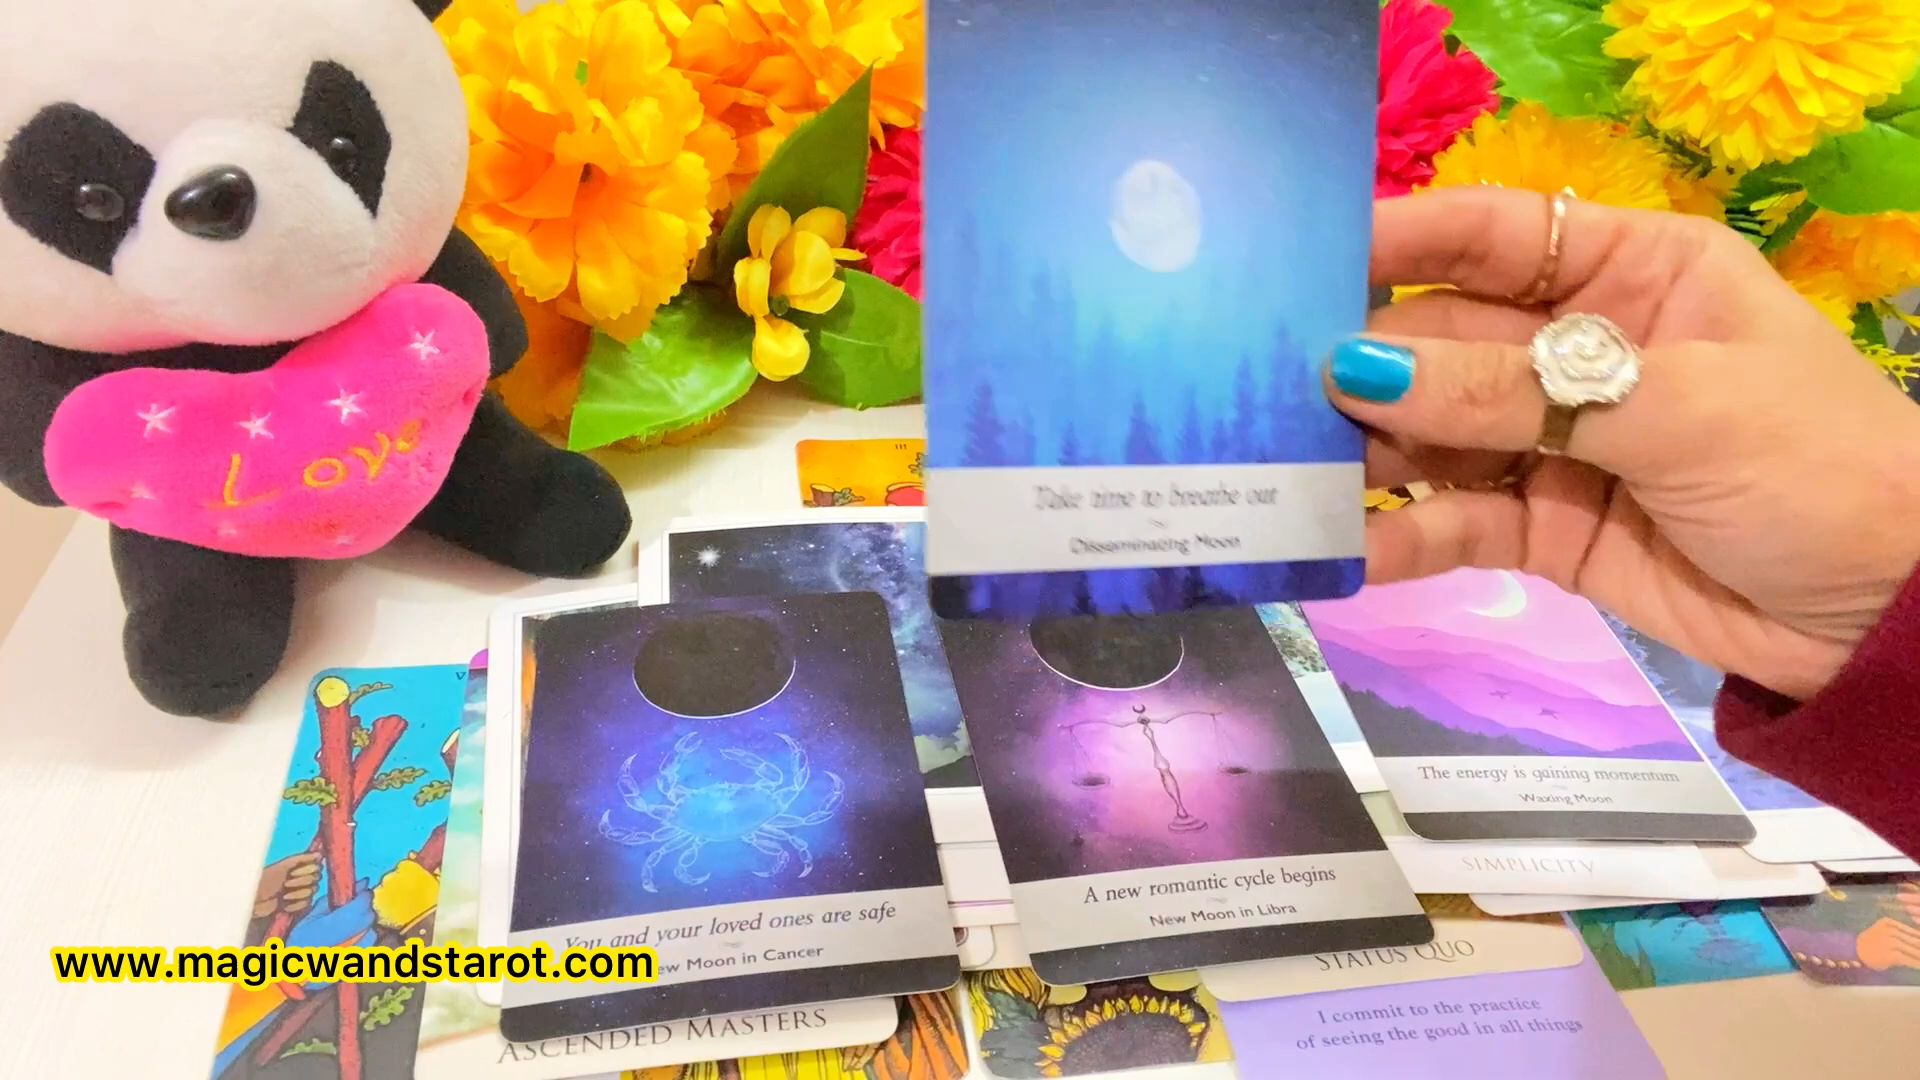 Love
III
Take time to breathe out
Disseminating Moon
The energy is gaining momentum
Waxing Moon
SIMPLICITY
A new romantic cycle begins
New Moon in Libra
You and your loved ones are safe
New Moon in Cancer
STATUS QUO
www.magicwandstarot.com
ASCENDED MASTERS
I commit to the practice
of seeing the good in all things